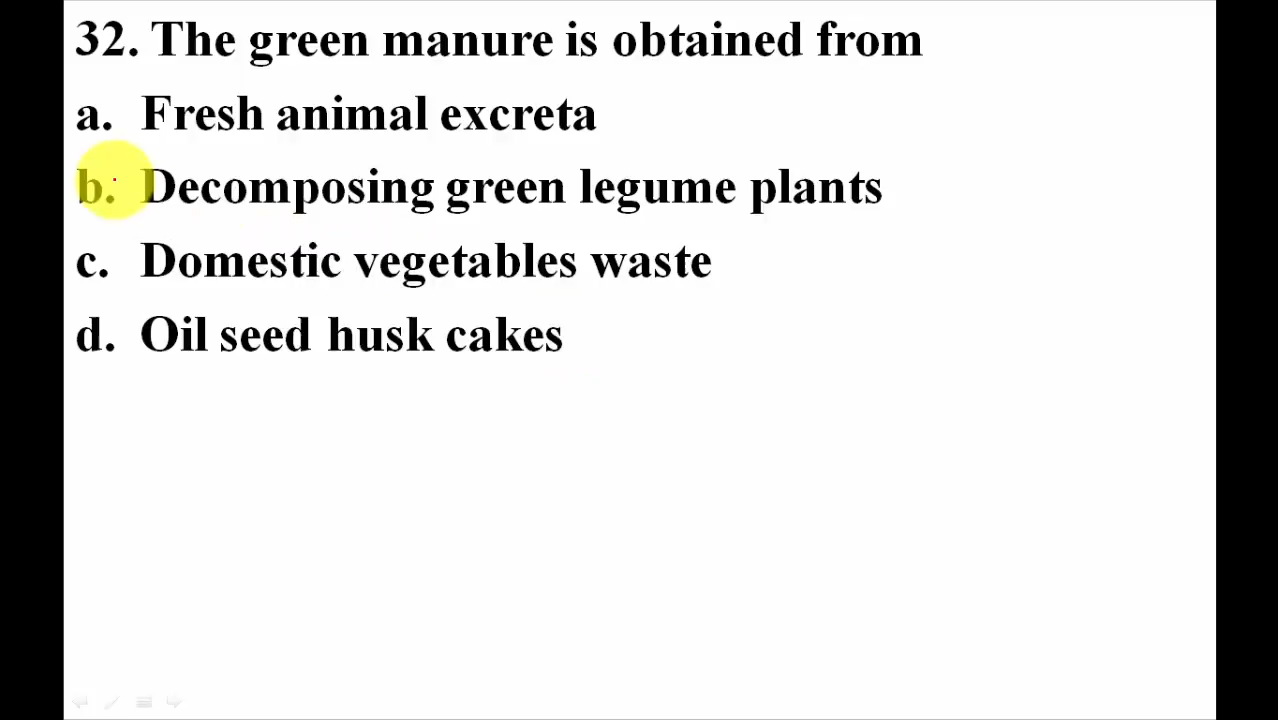 32. The green manure is obtained from
a. Fresh animal excreta
b. Decomposing green legume plants
c. Domestic vegetables waste
d. Oil seed husk cakes